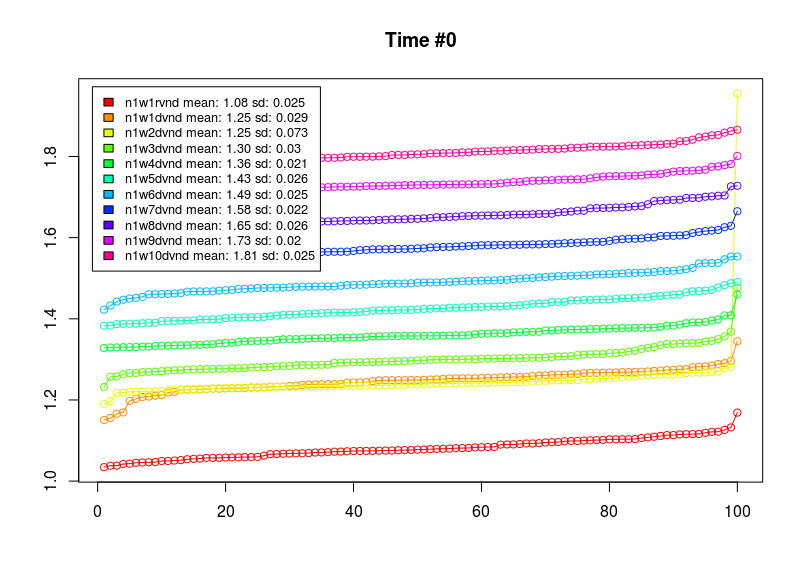 Time #0
n1w1rvnd mean: 1.08 sd: 0.025
n1w1dvnd mean: 1.25 sd: 0.029
n1w2dvnd mean: 1.25 sd: 0.073
n1w3dvnd mean: 1.30 sd: 0.03
n1w4dvnd mean: 1.36 sd: 0.021
n1w5dvnd mean: 1.43 sd: 0.026
n1w6dvnd mean: 1.49 sd: 0.025
n1w7dvnd mean: 1.58 sd: 0.022
n1w8dvnd mean: 1.65 sd: 0.026
n1w9dvnd mean: 1.73 sd: 0.02
n1w10dvnd mean: 1.81 sd: 0.025
1.8
1.6
1.4
1.2
1.0
0 20 40 60 80 100